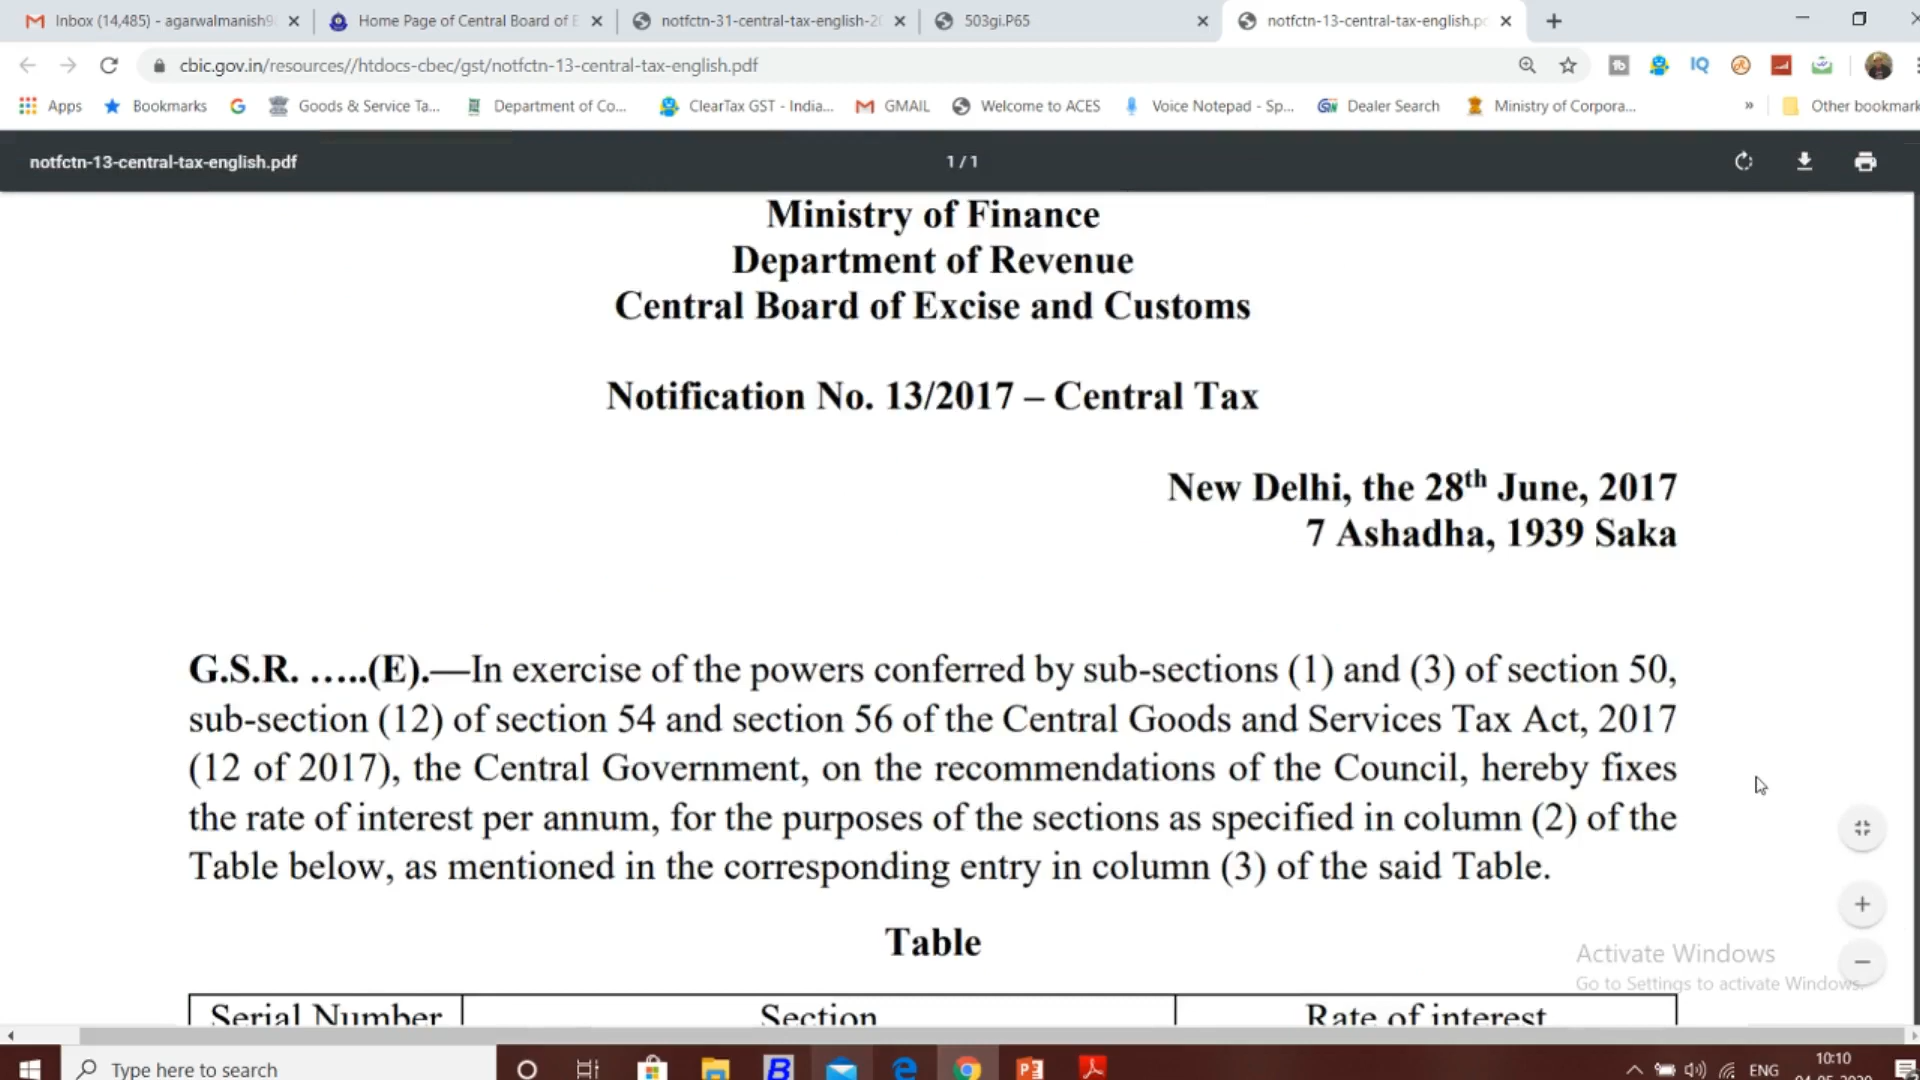 Inbox (14,485) - agarwalmanish9
Home Page of Central Board of E
notfctn-31-central-tax-english-20
503gi.P65
notfctn-13-central-tax-english.pd
cbic.gov.in/resources//htdocs-cbec/gst/notfctn-13-central-tax-english.pdf
Apps
Bookmarks
Goods & Service Ta...
Department of Co...
ClearTax GST - India...
GMAIL
Welcome to ACES
Voice Notepad - Sp...
Dealer Search
Ministry of Corpora...
»
Other bookmark
notfctn-13-central-tax-english.pdf
1 / 1
Ministry of Finance
Department of Revenue
Central Board of Excise and Customs
Notification No. 13/2017 – Central Tax
New Delhi, the 28th June, 2017
7 Ashadha, 1939 Saka
G.S.R. …..(E).—In exercise of the powers conferred by sub-sections (1) and (3) of section 50,
sub-section (12) of section 54 and section 56 of the Central Goods and Services Tax Act, 2017
(12 of 2017), the Central Government, on the recommendations of the Council, hereby fixes
the rate of interest per annum, for the purposes of the sections as specified in column (2) of the
Table below, as mentioned in the corresponding entry in column (3) of the said Table.
Table
Serial Number
Section
Rate of interest
Activate Windows
Go to Settings to activate Windows.
Type here to search
ENG
10:10